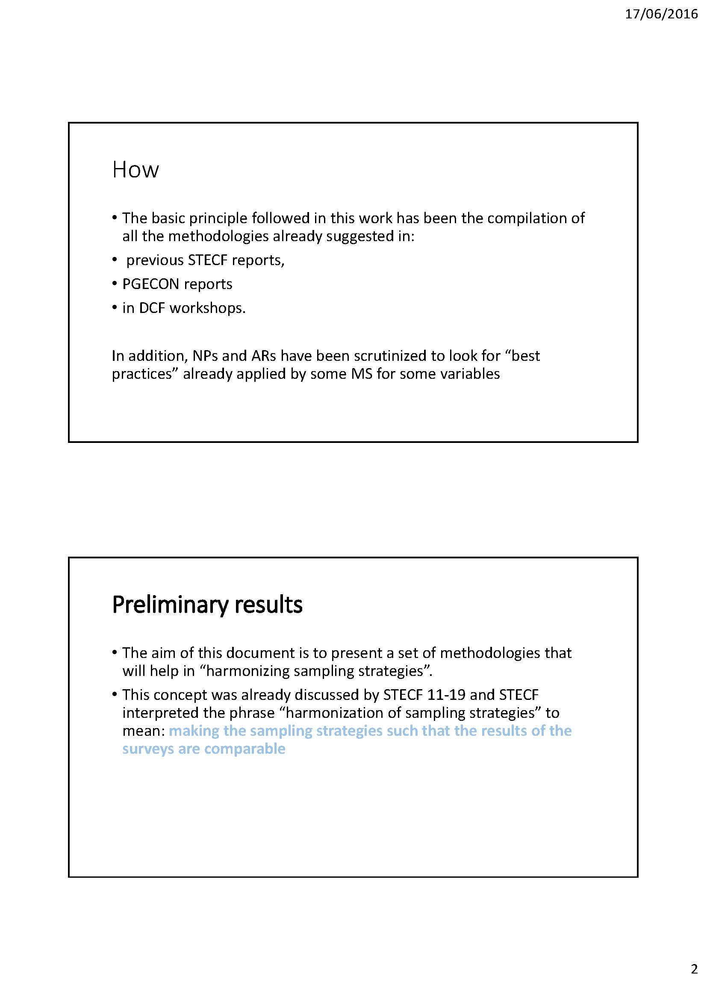 17/06/2016
How
• The basic principle followed in this work has been the compilation of
all the methodologies already suggested in:
• previous STECF reports,
• PGECON reports
• in DCF workshops.
In addition, NPs and ARs have been scrutinized to look for “best
practices” already applied by some MS for some variables
Preliminary results
• The aim of this document is to present a set of methodologies that
will help in “harmonizing sampling strategies”.
• This concept was already discussed by STECF 11-19 and STECF
interpreted the phrase “harmonization of sampling strategies” to
mean: making the sampling strategies such that the results of the
surveys are comparable
2